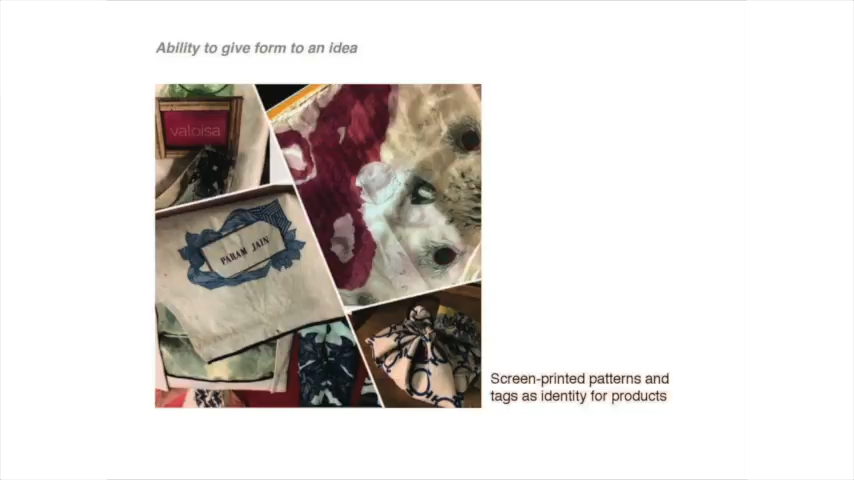 Ability to give form to an idea
valoisa
PARAM JAIN
Screen-printed patterns and
tags as identity for products